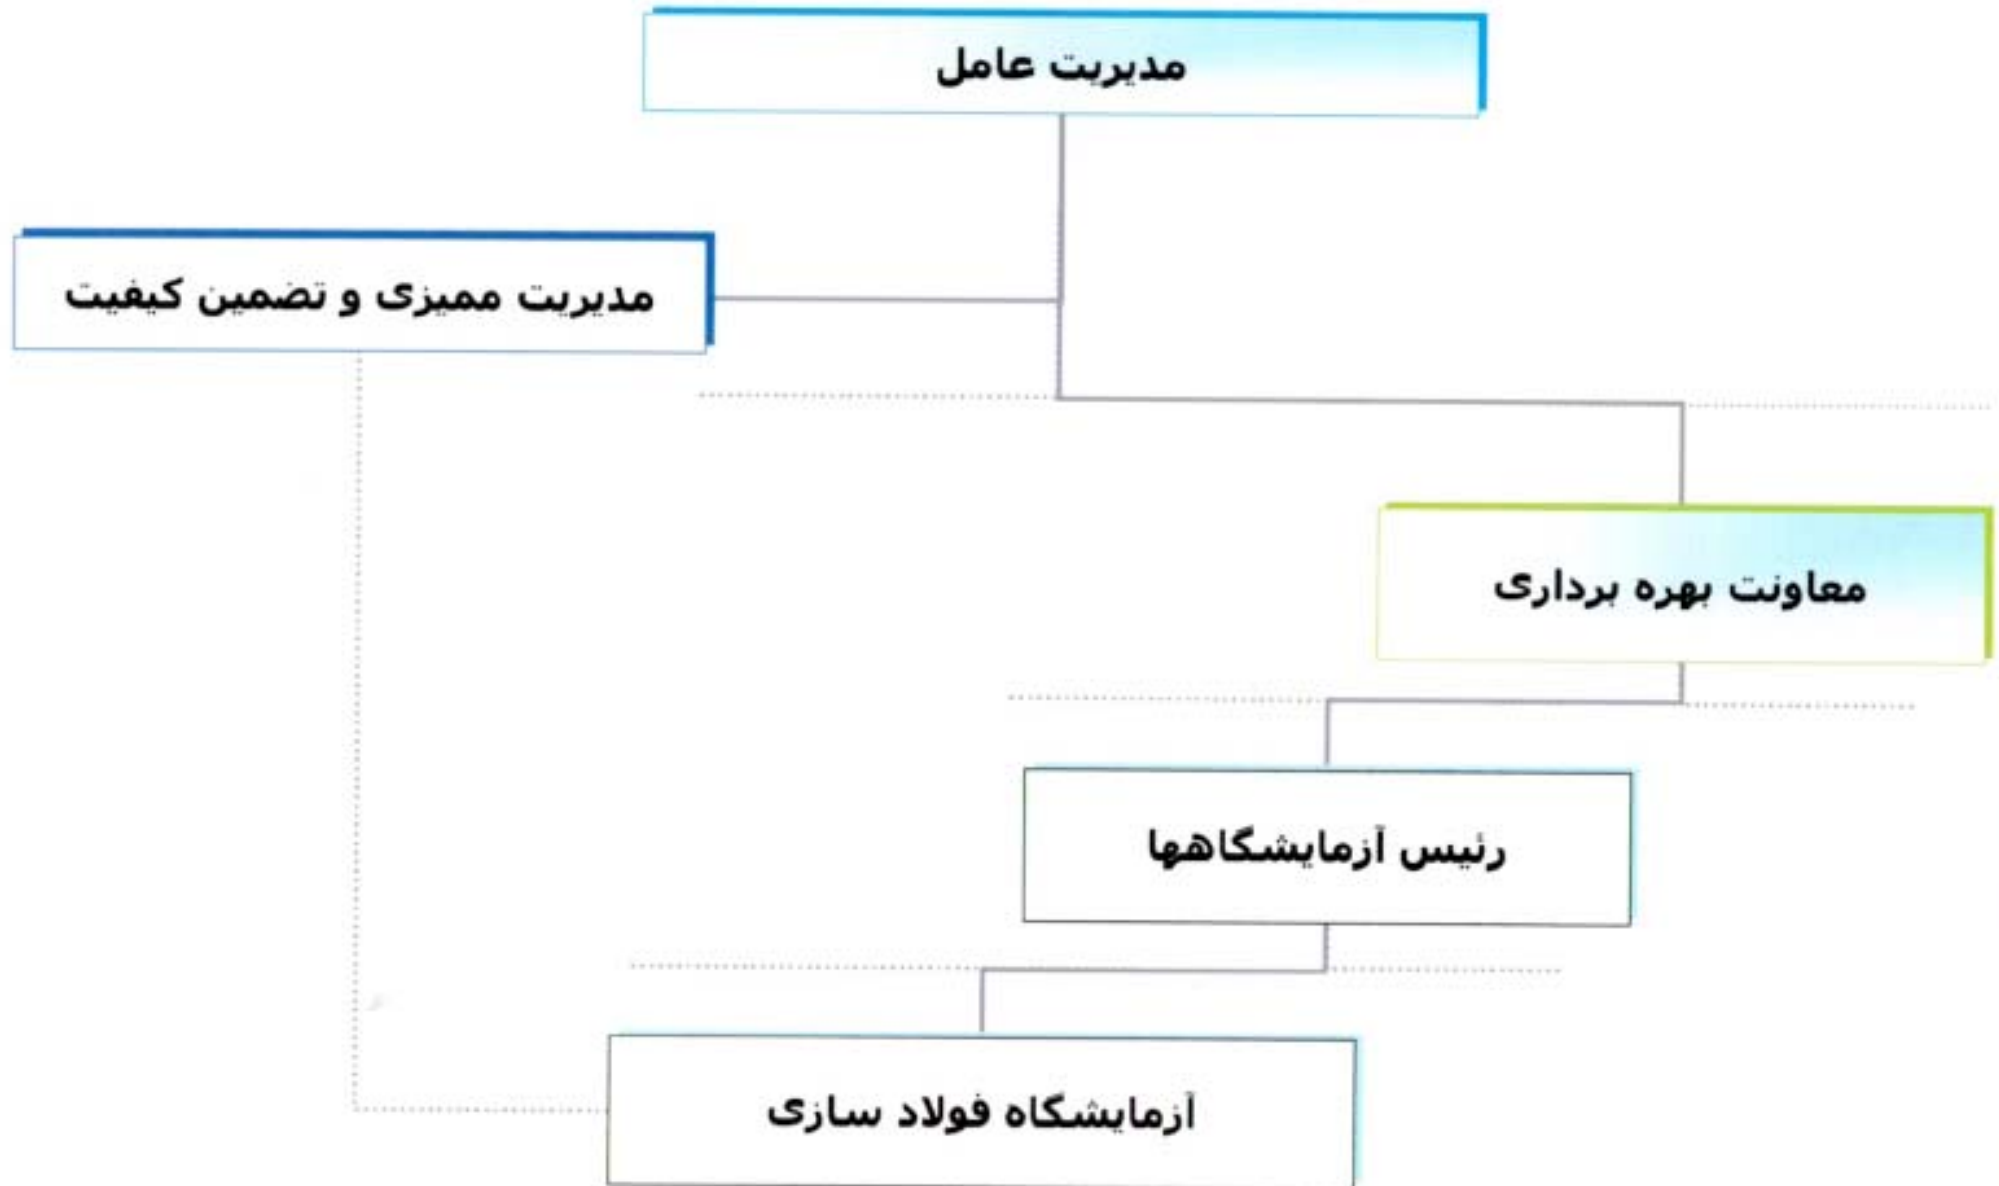 مدیریت عامل
مدیریت ممیزی و تضمین کیفیت
معاونت بهره برداری
رئیس آزمایشگاهها
آزمایشگاه فولاد سازی